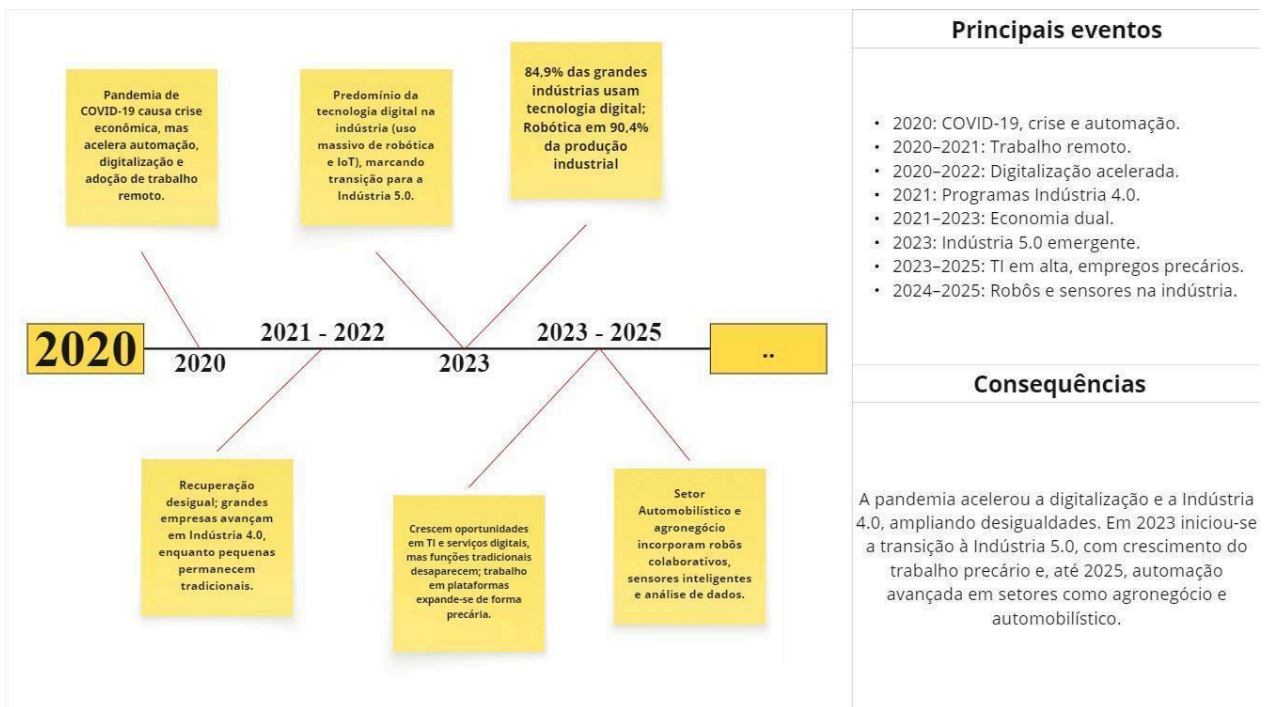 Pandemia de
COVID-19 causa crise
econômica, mas
acelera automação,
digitalização e
adoção de trabalho
remoto.
Predomínio da
tecnologia digital na
indústria (uso
massivo de robótica
e IoT), marcando
transição para a
Indústria 5.0.
84,9% das grandes
indústrias usam
tecnologia digital;
Robótica em 90,4%
da produção
industrial
2020
2020
2021 - 2022
2023
2023 - 2025
..
Recuperação
desigual; grandes
empresas avançam
em Indústria 4.0,
enquanto pequenas
permanecem
tradicionais.
Crescem oportunidades
em TI e serviços digitais,
mas funções tradicionais
desaparecem; trabalho
em plataformas
expande-se de forma
precária.
Setor
Automobilístico e
agronegócio
incorporam robôs
colaborativos,
sensores inteligentes
e análise de dados.
Principais eventos
• 2020: COVID-19, crise e automação.
• 2020–2021: Trabalho remoto.
• 2020–2022: Digitalização acelerada.
• 2021: Programas Indústria 4.0.
• 2021–2023: Economia dual.
• 2023: Indústria 5.0 emergente.
• 2023–2025: TI em alta, empregos precários.
• 2024–2025: Robôs e sensores na indústria.
Consequências
A pandemia acelerou a digitalização e a Indústria
4.0, ampliando desigualdades. Em 2023 iniciou-se
a transição à Indústria 5.0, com crescimento do
trabalho precário e, até 2025, automação
avançada em setores como agronegócio e
automobilístico.